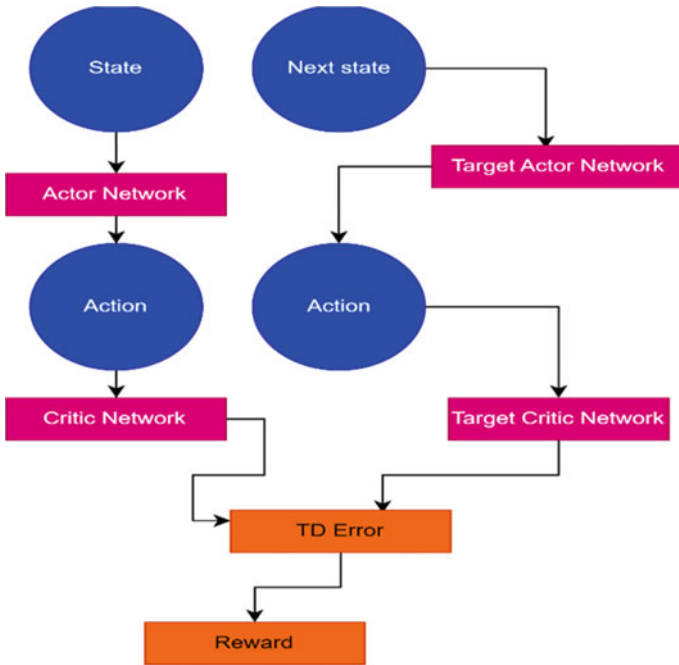 State
Next state
Target Actor Network
Actor Network
Action
Action
Critic Network
Target Critic Network
TD Error
Reward